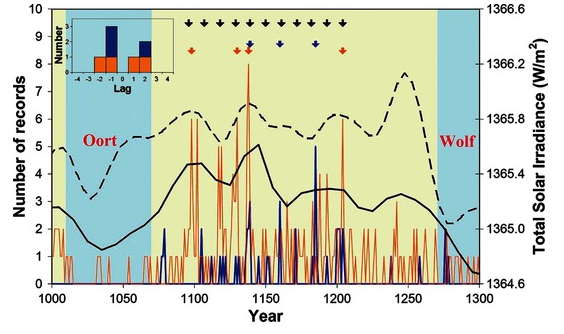 10
9
8
7
6
5
4
3
2
1
0
Number of records
3
2
1
0
Number
-4 -3 -2 -1 0 1 2 3 4
Lag
Oort
Wolf
1366.6
1366.2
1365.8
1365.4
1365.0
1364.6
Total Solar Irradiance (W/m²)
1000 1050 1100 1150 1200 1250 1300
Year